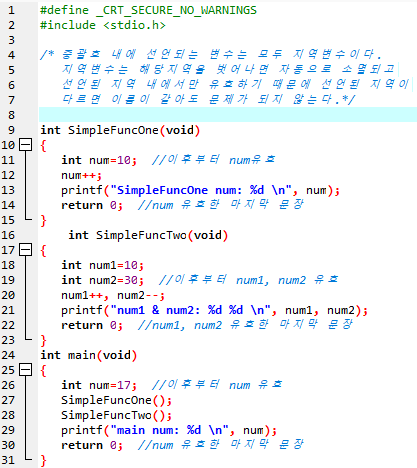 1 #define _CRT_SECURE_NO_WARNINGS
2 #include <stdio.h>
3
4 /* 중괄호 내에 선언되는 변수는 모두 지역변수이다.
5 지역변수는 해당지역을 벗어나면 자동으로 소멸되고
6 선언된 지역 내에서만 유효하기 때문에 선언된 지역이
7 다르면 이름이 같아도 문제가 되지 않는다.*/
8
9 int SimpleFuncOne(void)
10 {
11 int num=10; //이후부터 num유효
12 num++;
13 printf("SimpleFuncOne num: %d \n", num);
14 return 0; //num 유효한 마지막 문장
15 }
16 int SimpleFuncTwo(void)
17 {
18 int num1=10;
19 int num2=30; //이후부터 num1, num2 유효
20 num1++, num2--;
21 printf("num1 & num2: %d %d \n", num1, num2);
22 return 0; //num1, num2 유효한 마지막 문장
23 }
24 int main(void)
25 {
26 int num=17; //이후부터 num 유효
27 SimpleFuncOne();
28 SimpleFuncTwo();
29 printf("main num: %d \n", num);
30 return 0; //num 유효한 마지막 문장
31 }